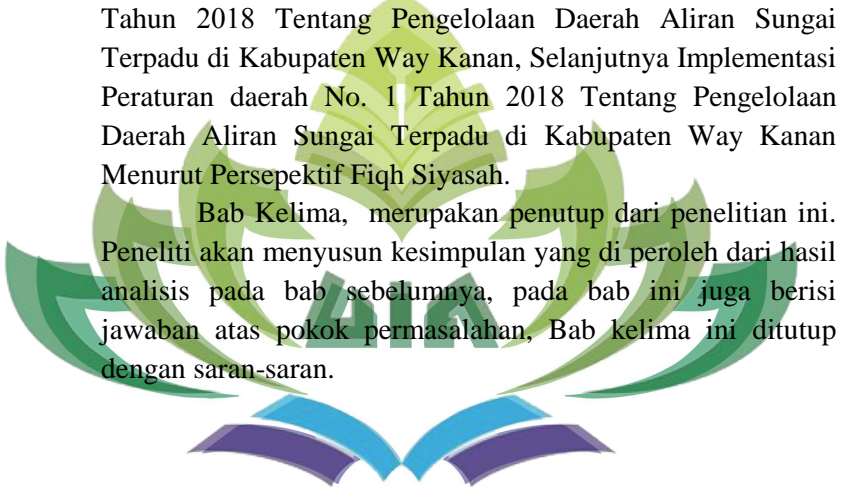 Tahun 2018 Tentang Pengelolaan Daerah Aliran Sungai
Terpadu di Kabupaten Way Kanan, Selanjutnya Implementasi
Peraturan daerah No. 1 Tahun 2018 Tentang Pengelolaan
Daerah Aliran Sungai Terpadu di Kabupaten Way Kanan
Menurut Persepektif Fiqh Siyasah.
Bab Kelima, merupakan penutup dari penelitian ini.
Peneliti akan menyusun kesimpulan yang di peroleh dari hasil
analisis pada bab sebelumnya, pada bab ini juga berisi
jawaban atas pokok permasalahan, Bab kelima ini ditutup
dengan saran-saran.